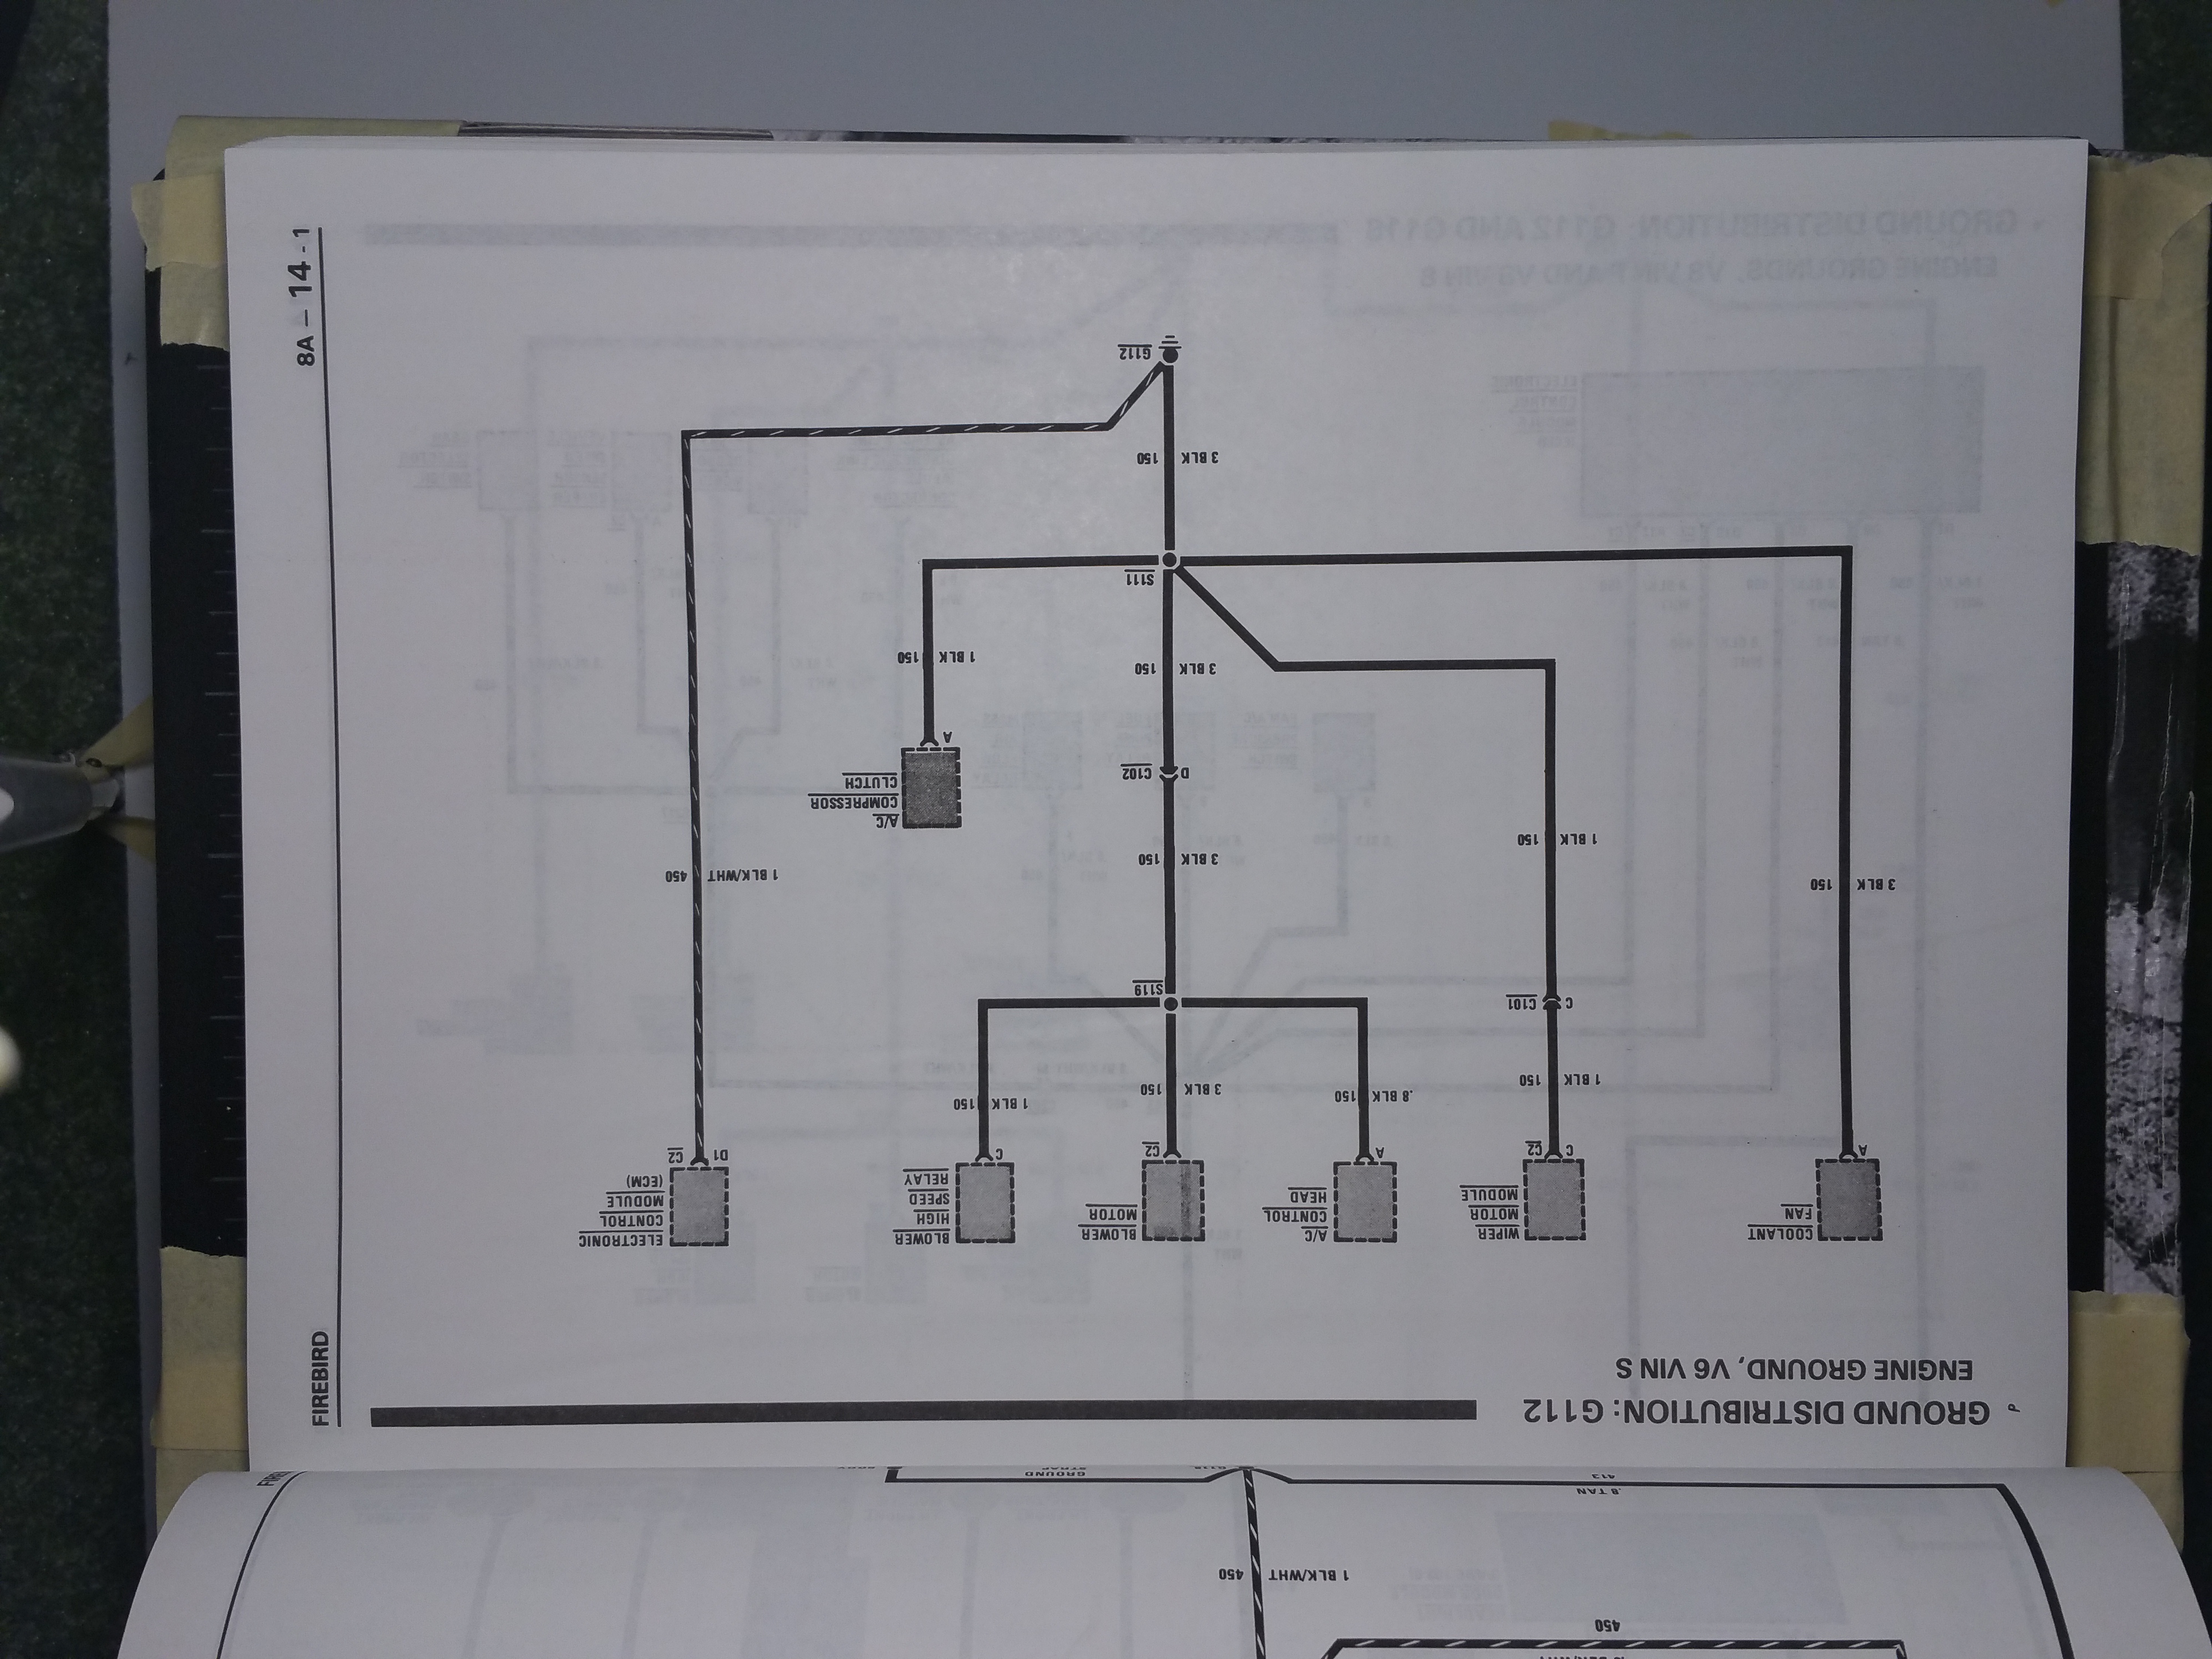 8A — 14 - 1
FIREBIRD
GROUND DISTRIBUTION: G112
ENGINE GROUND, V6 VIN S
COOLANT
FAN
A
WIPER
MOTOR
MODULE
C
C2
A/C
CONTROL
HEAD
A
BLOWER
MOTOR
C2
BLOWER
HIGH
SPEED
RELAY
C
ELECTRONIC
CONTROL
MODULE
(ECM)
D1
C2
1 BLK
150
.8 BLK
150
3 BLK
150
1 BLK
150
C
C101
S119
3 BLK
150
1 BLK
150
3 BLK
150
1 BLK/WHT
450
A/C
COMPRESSOR
CLUTCH
A
D
C102
3 BLK
150
1 BLK
150
S111
3 BLK
150
G112
GROUND
STRAP
413
.8 TAN
1 BLK/WHT
450
450